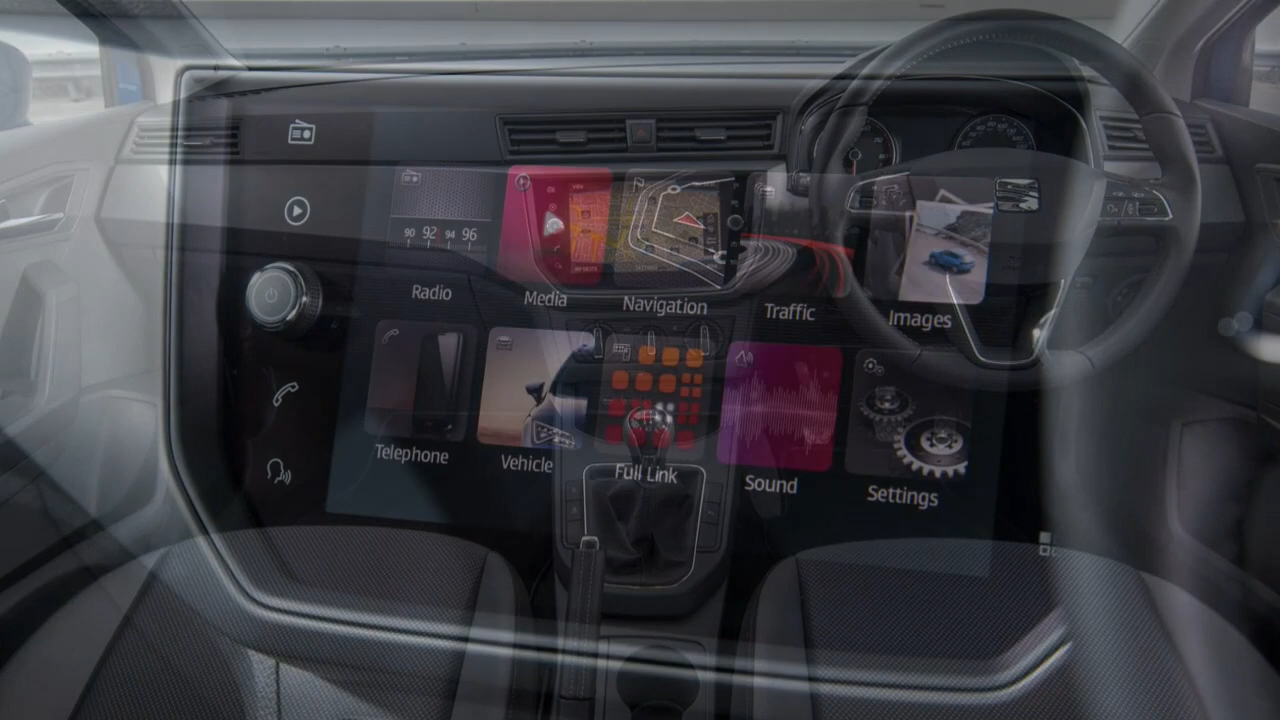 90 92 94 96
Radio
Media
Navigation
Traffic
Images
Telephone
Vehicle
Full Link
Sound
Settings